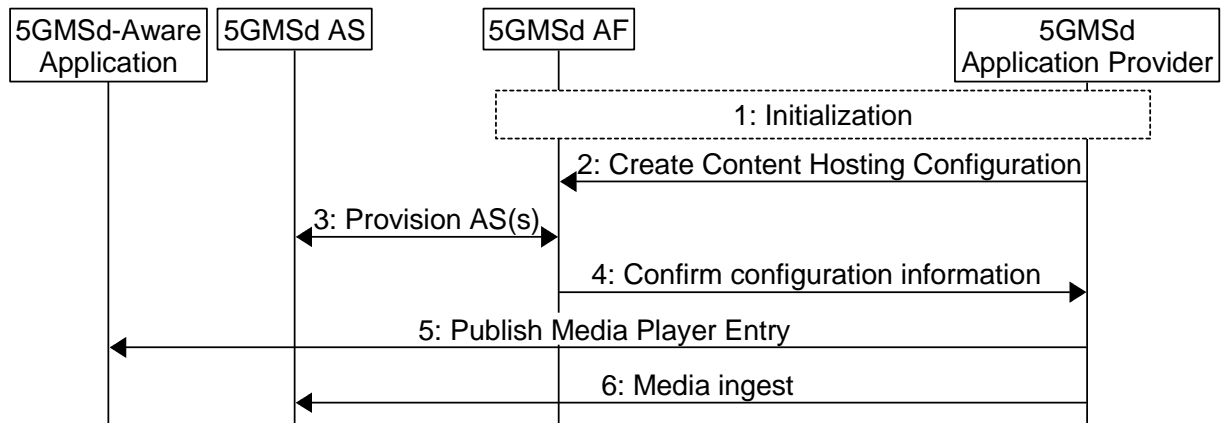 5GMSd-Aware
Application
5GMSd AS
5GMSd AF
5GMSd
Application Provider
1: Initialization
2: Create Content Hosting Configuration
3: Provision AS(s)
4: Confirm configuration information
5: Publish Media Player Entry
6: Media ingest